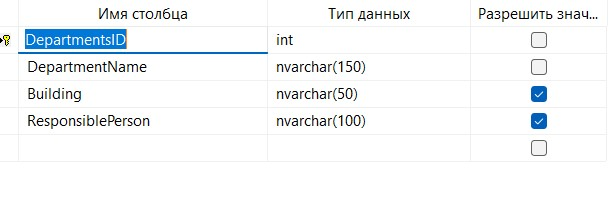 Имя столбца Тип данных Разрешить знач...
DepartmentsID int
DepartmentName nvarchar(150)
Building nvarchar(50)
ResponsiblePerson nvarchar(100)